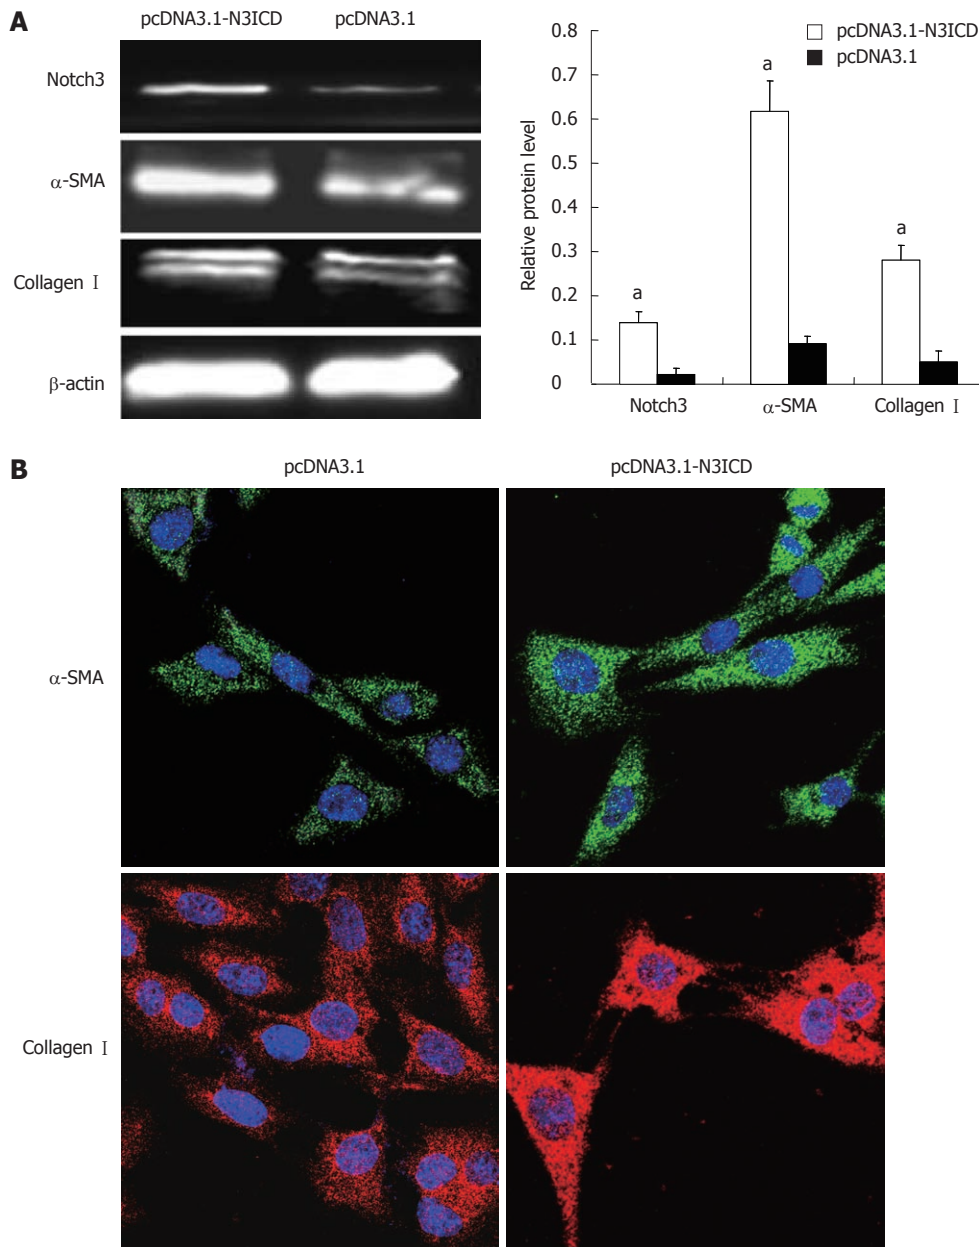 A
pcDNA3.1-N3ICD pcDNA3.1
Notch3
α-SMA
Collagen Ⅰ
β-actin
Relative protein level
0.8
0.7
0.6
0.5
0.4
0.3
0.2
0.1
0
a
a
a
pcDNA3.1-N3ICD
pcDNA3.1
Notch3 α-SMA Collagen Ⅰ
B
pcDNA3.1 pcDNA3.1-N3ICD
α-SMA
Collagen Ⅰ